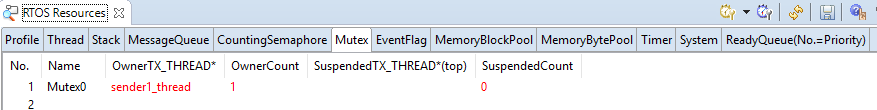 RTOS Resources
Profile Thread Stack MessageQueue CountingSemaphore Mutex EventFlag MemoryBlockPool MemoryBytePool Timer System ReadyQueue(No.=Priority)
No. Name OwnerTX_THREAD* OwnerCount SuspendedTX_THREAD*(top) SuspendedCount
1 Mutex0 sender1_thread 1 0
2